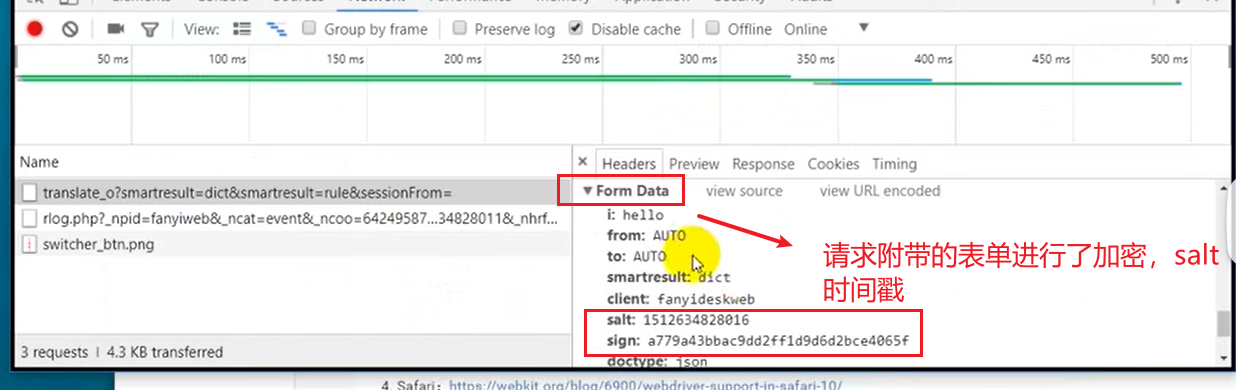 View:
Group by frame
Preserve log
Disable cache
Offline
Online
50 ms
100 ms
150 ms
200 ms
250 ms
300 ms
350 ms
400 ms
450 ms
500 ms
Name
translate_o?smartresult=dict&smartresult=rule&sessionFrom=
rlog.php?_npid=fanyiweb&_ncat=event&_ncoo=64249587...34828011&_nhrf...
switcher_btn.png
3 requests | 4.3 KB transferred
× Headers Preview Response Cookies Timing
▼Form Data view source view URL encoded
i: hello
from: AUTO
to: AUTO
smartresult: dict
client: fanyideskweb
salt: 1512634828016
sign: a779a43bbac9dd2ff1d9d6d2bce4065f
doctype: json
请求附带的表单进行了加密，salt
时间戳
4. Safari: https://webkit.org/blog/6900/webdriver-support-in-safari-10/